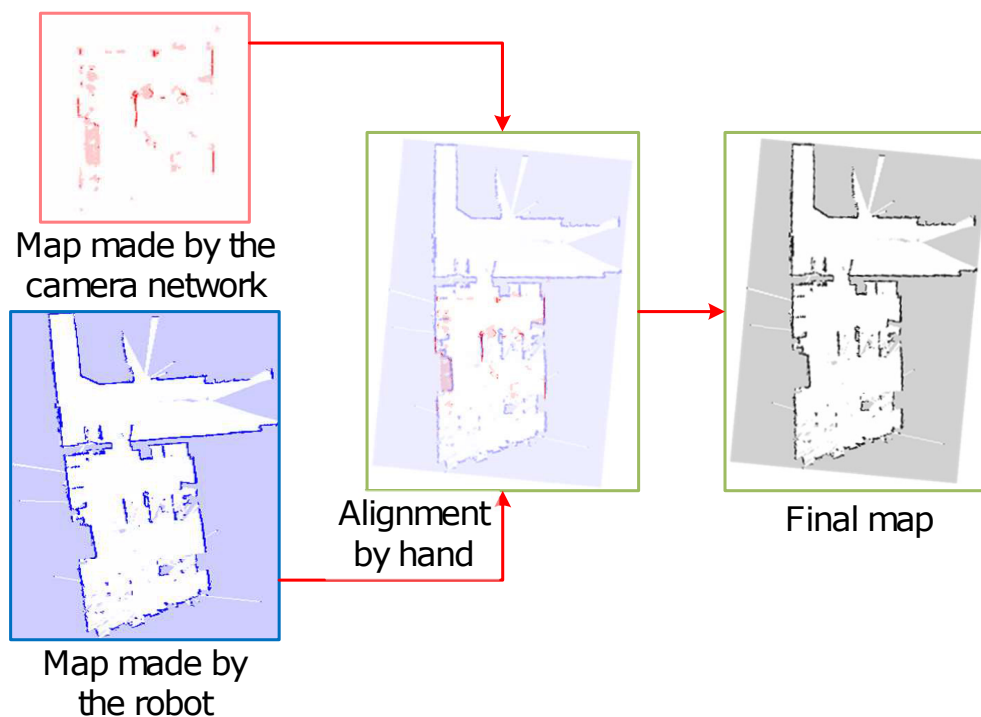 Map made by the
camera network
Alignment
by hand
Final map
Map made by
the robot